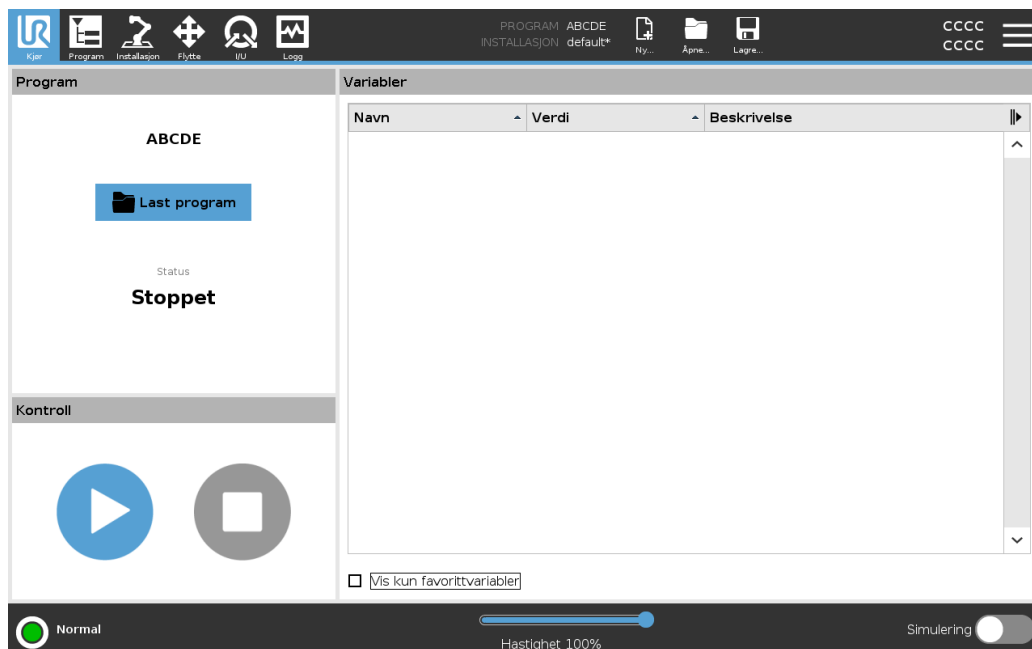 PROGRAM ABCDE
INSTALLASJON default*
CCCC
CCCC
UR
Kjør Program Installasjon Flytte I/U Logg Ny... Åpne... Lagre...
Program
ABCDE
Last program
Status
Stoppet
Kontroll
Variabler
Navn Verdi Beskrivelse
Vis kun favorittvariabler
Normal
Hastighet 100%
Simulering